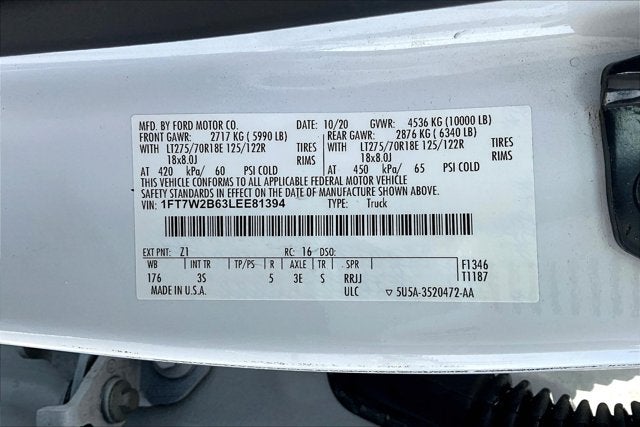 MFD. BY FORD MOTOR CO. 10/20 GVWR: 4536 KG (10000 LB)
FRONT GAWR: 2717 KG ( 5990 LB) REAR GAWR: 2876 KG ( 6340 LB)
WITH LT275/70R18E 125/122R TIRES WITH LT275/70R18E 125/122R TIRES
18x8.0J RIMS 18x8.0J RIMS
AT 420 kPa/ 60 PSI COLD AT 450 kPa/ 65 PSI COLD
THIS VEHICLE CONFORMS TO ALL APPLICABLE FEDERAL MOTOR VEHICLE
SAFETY STANDARDS IN EFFECT ON THE DATE OF MANUFACTURE SHOWN ABOVE.
VIN: 1FT7W2B63LEE81394 TYPE: Truck
EXT PNT: Z1 RC: 16 DSO:
WB INT TR TP/PS R AXLE TR SPR F1346
176 3S 5 3E S RRJJ T1187
MADE IN U.S.A. ULC ▽ 5U5A-3520472-AA